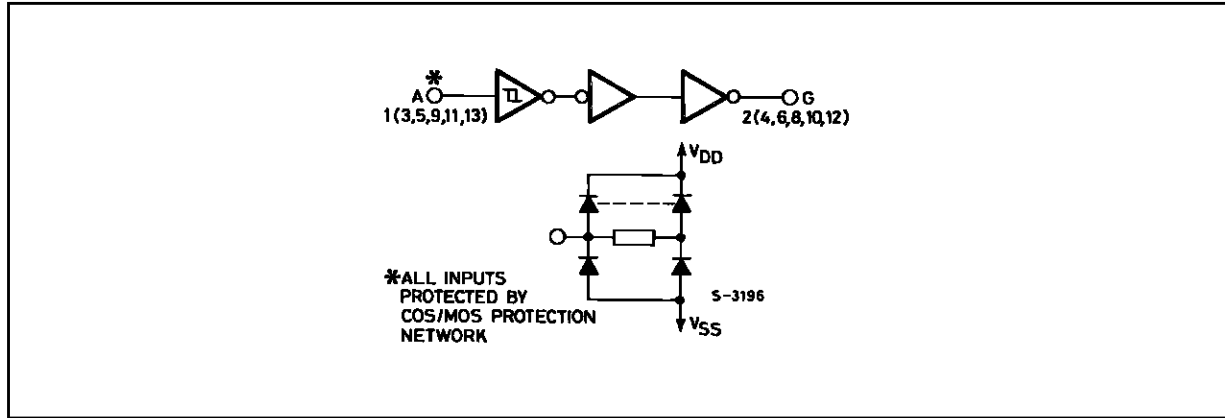 *
A G
1(3,5,9,11,13) 2(4,6,8,10,12)
VDD
*ALL INPUTS
PROTECTED BY S-3196
COS/MOS PROTECTION
NETWORK
VSS